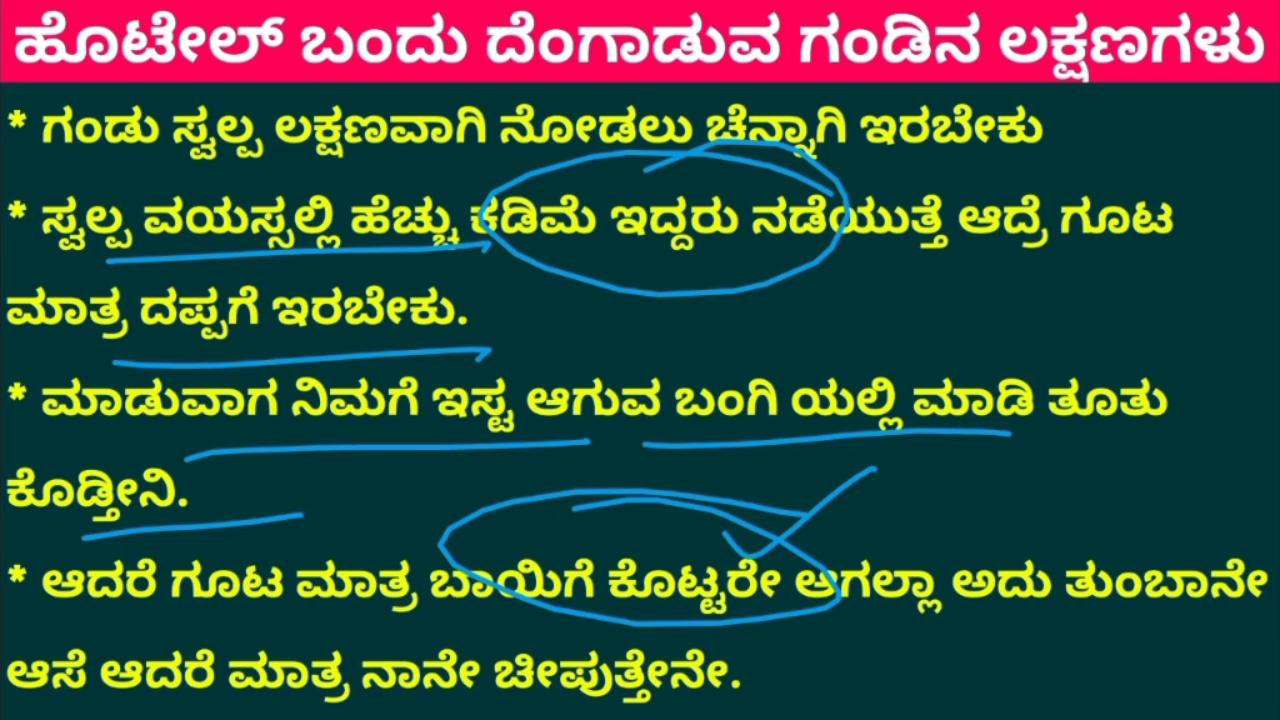 ಹೊಟೇಲ್ ಬಂದು ದೆಂಗಾಡುವ ಗಂಡಿನ ಲಕ್ಷಣಗಳು
* ಗಂಡು ಸ್ವಲ್ಪ ಲಕ್ಷಣವಾಗಿ ನೋಡಲು ಚೆನ್ನಾಗಿ ಇರಬೇಕು
* ಸ್ವಲ್ಪ ವಯಸ್ಸಲ್ಲಿ ಹೆಚ್ಚು ಕಡಿಮೆ ಇದ್ದರು ನಡೆಯುತ್ತೆ ಆದ್ರೆ ಗೂಟ
ಮಾತ್ರ ದಪ್ಪಗೆ ಇರಬೇಕು.
* ಮಾಡುವಾಗ ನಿಮಗೆ ಇಸ್ಟ ಆಗುವ ಬಂಗಿ ಯಲ್ಲಿ ಮಾಡಿ ತೂತು
ಕೊಡ್ತೀನಿ.
* ಆದರೆ ಗೂಟ ಮಾತ್ರ ಬಾಯಿಗೆ ಕೊಟ್ಟರೇ ಆಗಲ್ಲಾ ಅದು ತುಂಬಾನೇ
ಆಸೆ ಆದರೆ ಮಾತ್ರ ನಾನೇ ಚೀಪುತ್ತೇನೇ.